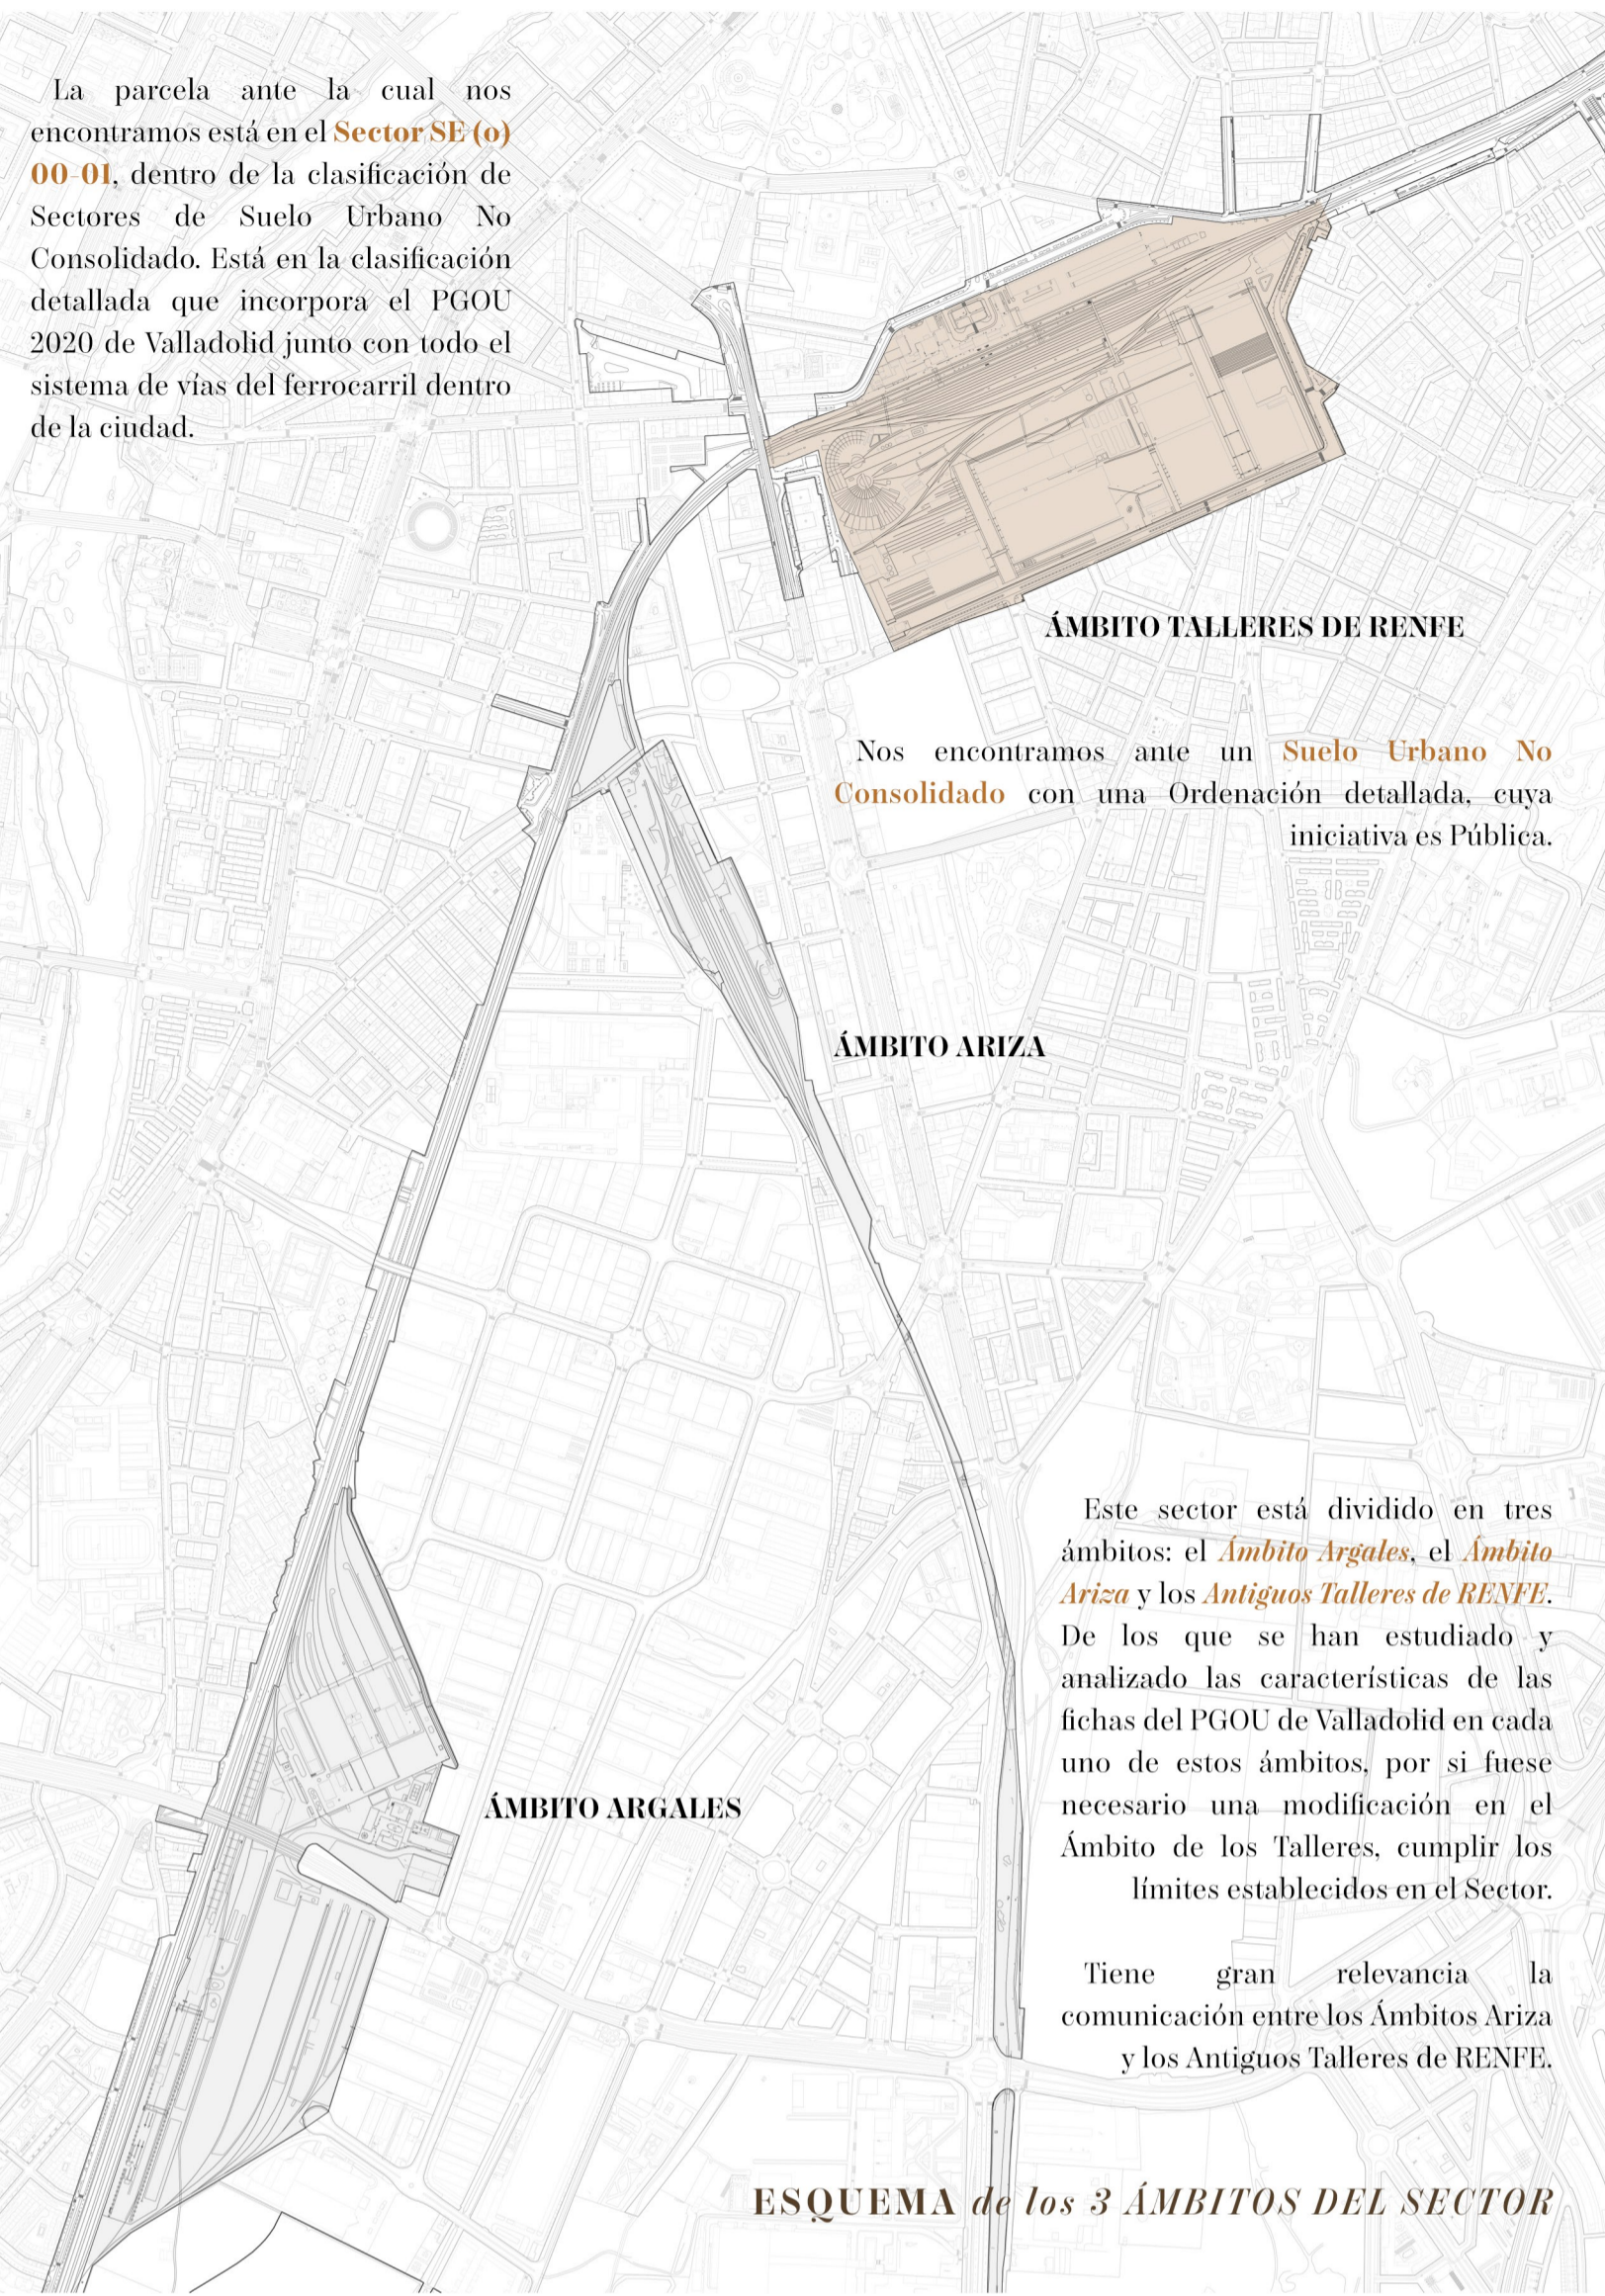 La parcela ante la cual nos
encontramos está en el Sector SE (o)
00-01, dentro de la clasificación de
Sectores de Suelo Urbano No
Consolidado. Está en la clasificación
detallada que incorpora el PGOU
2020 de Valladolid junto con todo el
sistema de vías del ferrocarril dentro
de la ciudad.
ÁMBITO TALLERES DE RENFE
Nos encontramos ante un Suelo Urbano No
Consolidado con una Ordenación detallada, cuya
iniciativa es Pública.
ÁMBITO ARIZA
Este sector está dividido en tres
ámbitos: el Ámbito Argales, el Ámbito
Ariza y los Antiguos Talleres de RENFE.
De los que se han estudiado y
analizado las características de las
fichas del PGOU de Valladolid en cada
uno de estos ámbitos, por si fuese
necesario una modificación en el
Ámbito de los Talleres, cumplir los
límites establecidos en el Sector.
ÁMBITO ARGALES
Tiene gran relevancia la
comunicación entre los Ámbitos Ariza
y los Antiguos Talleres de RENFE.
ESQUEMA de los 3 ÁMBITOS DEL SECTOR